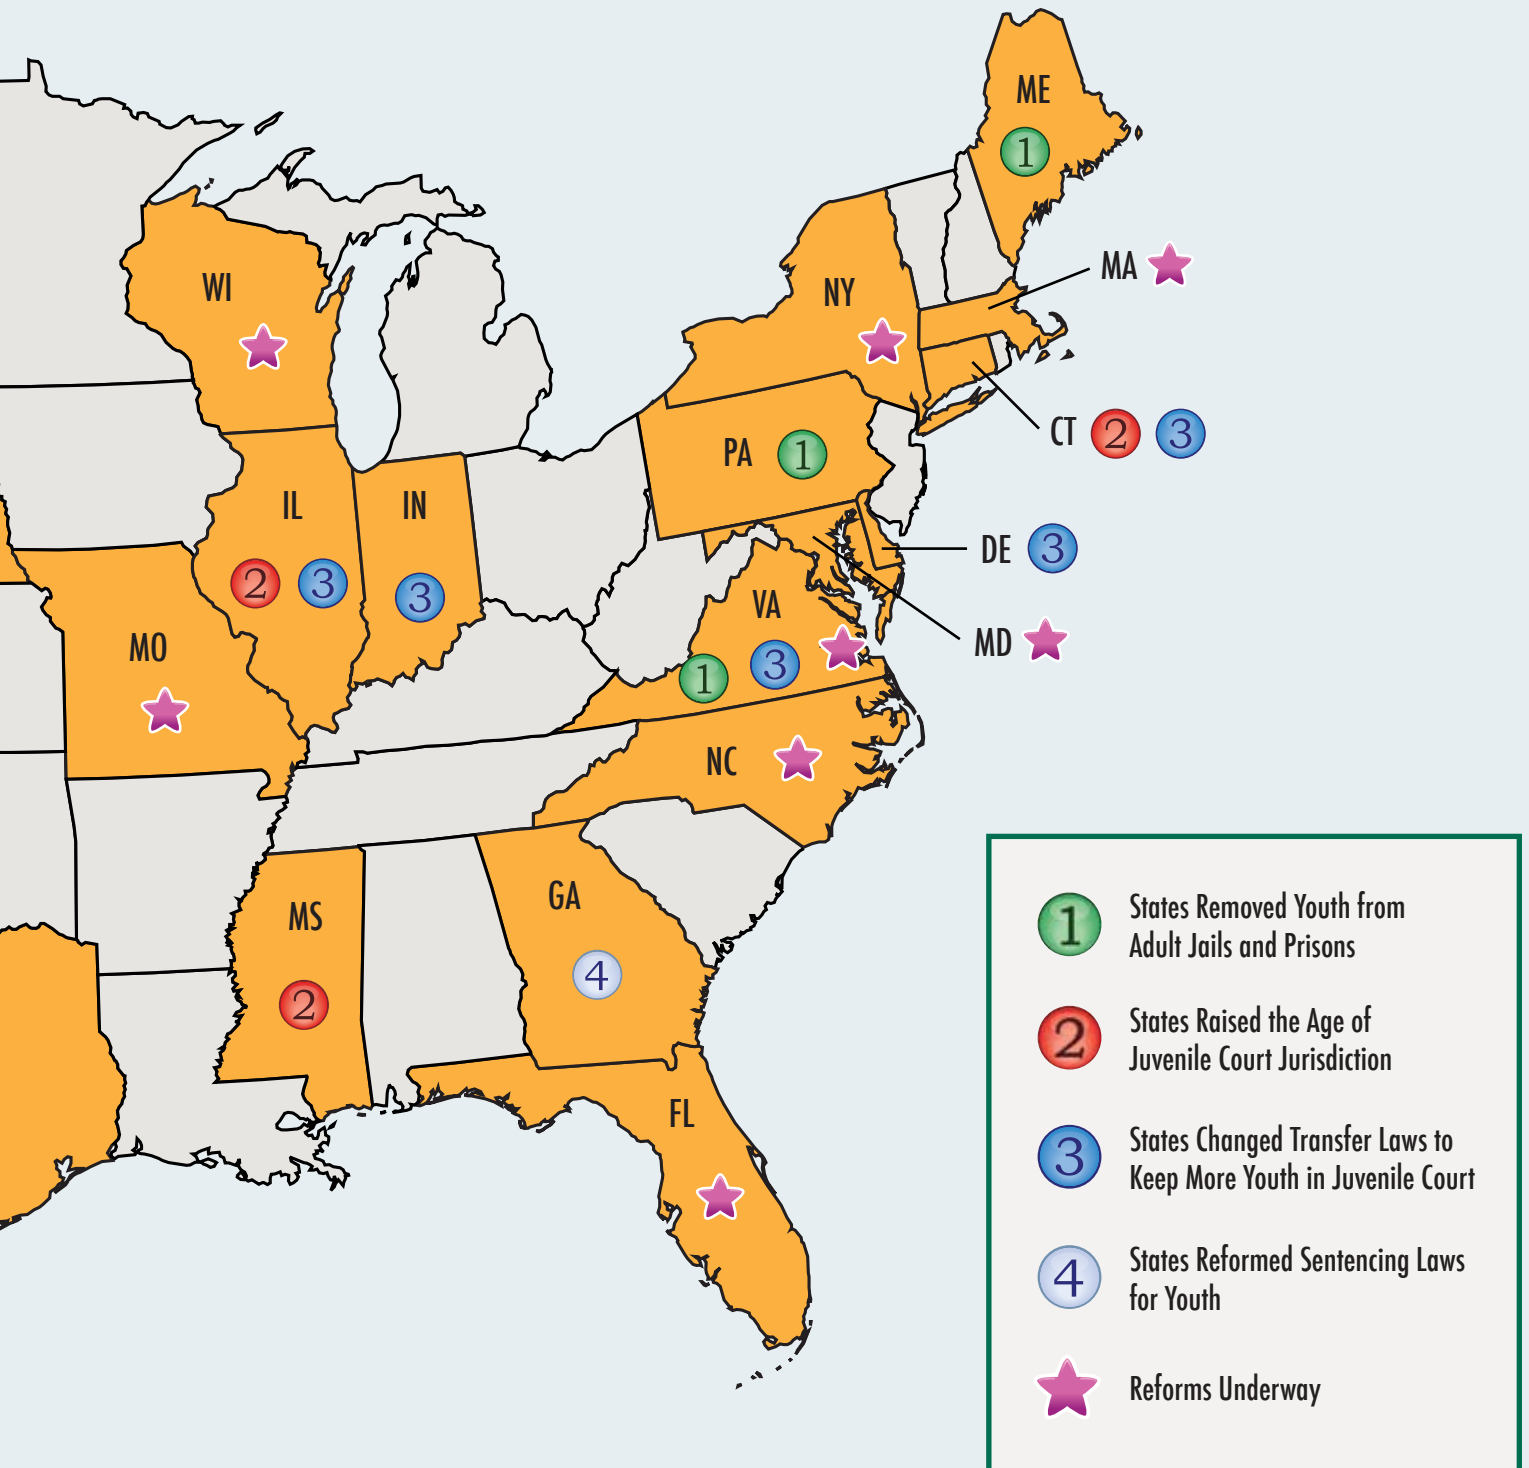 ME
1
MA
WI
NY
CT 2 3
PA 1
IL
IN
DE 3
2 3
3
VA
MO
MD
1 3
NC
GA
MS
4
2
FL
1 States Removed Youth from
Adult Jails and Prisons
2 States Raised the Age of
Juvenile Court Jurisdiction
3 States Changed Transfer Laws to
Keep More Youth in Juvenile Court
4 States Reformed Sentencing Laws
for Youth
Reforms Underway